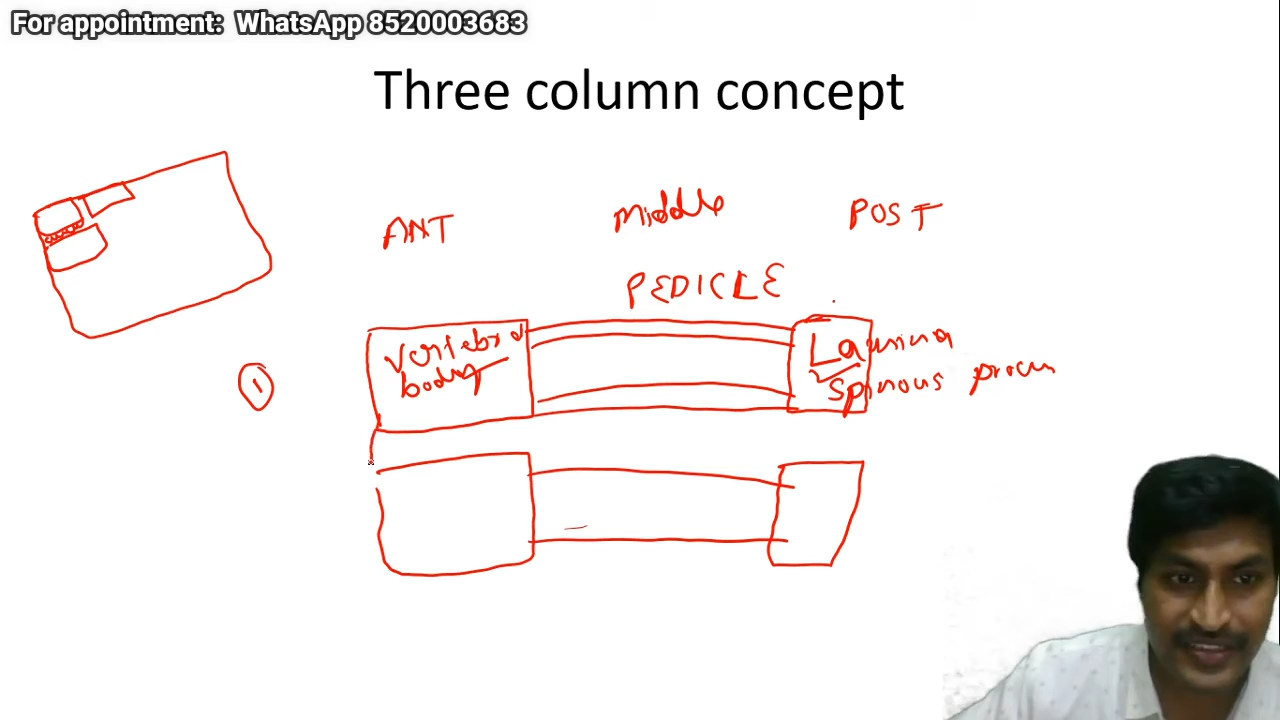 For appointment: WhatsApp 8520003683
Three column concept
ANT Middle POST
PEDICLE
Vertebral body
Lamina
Spinous process
1